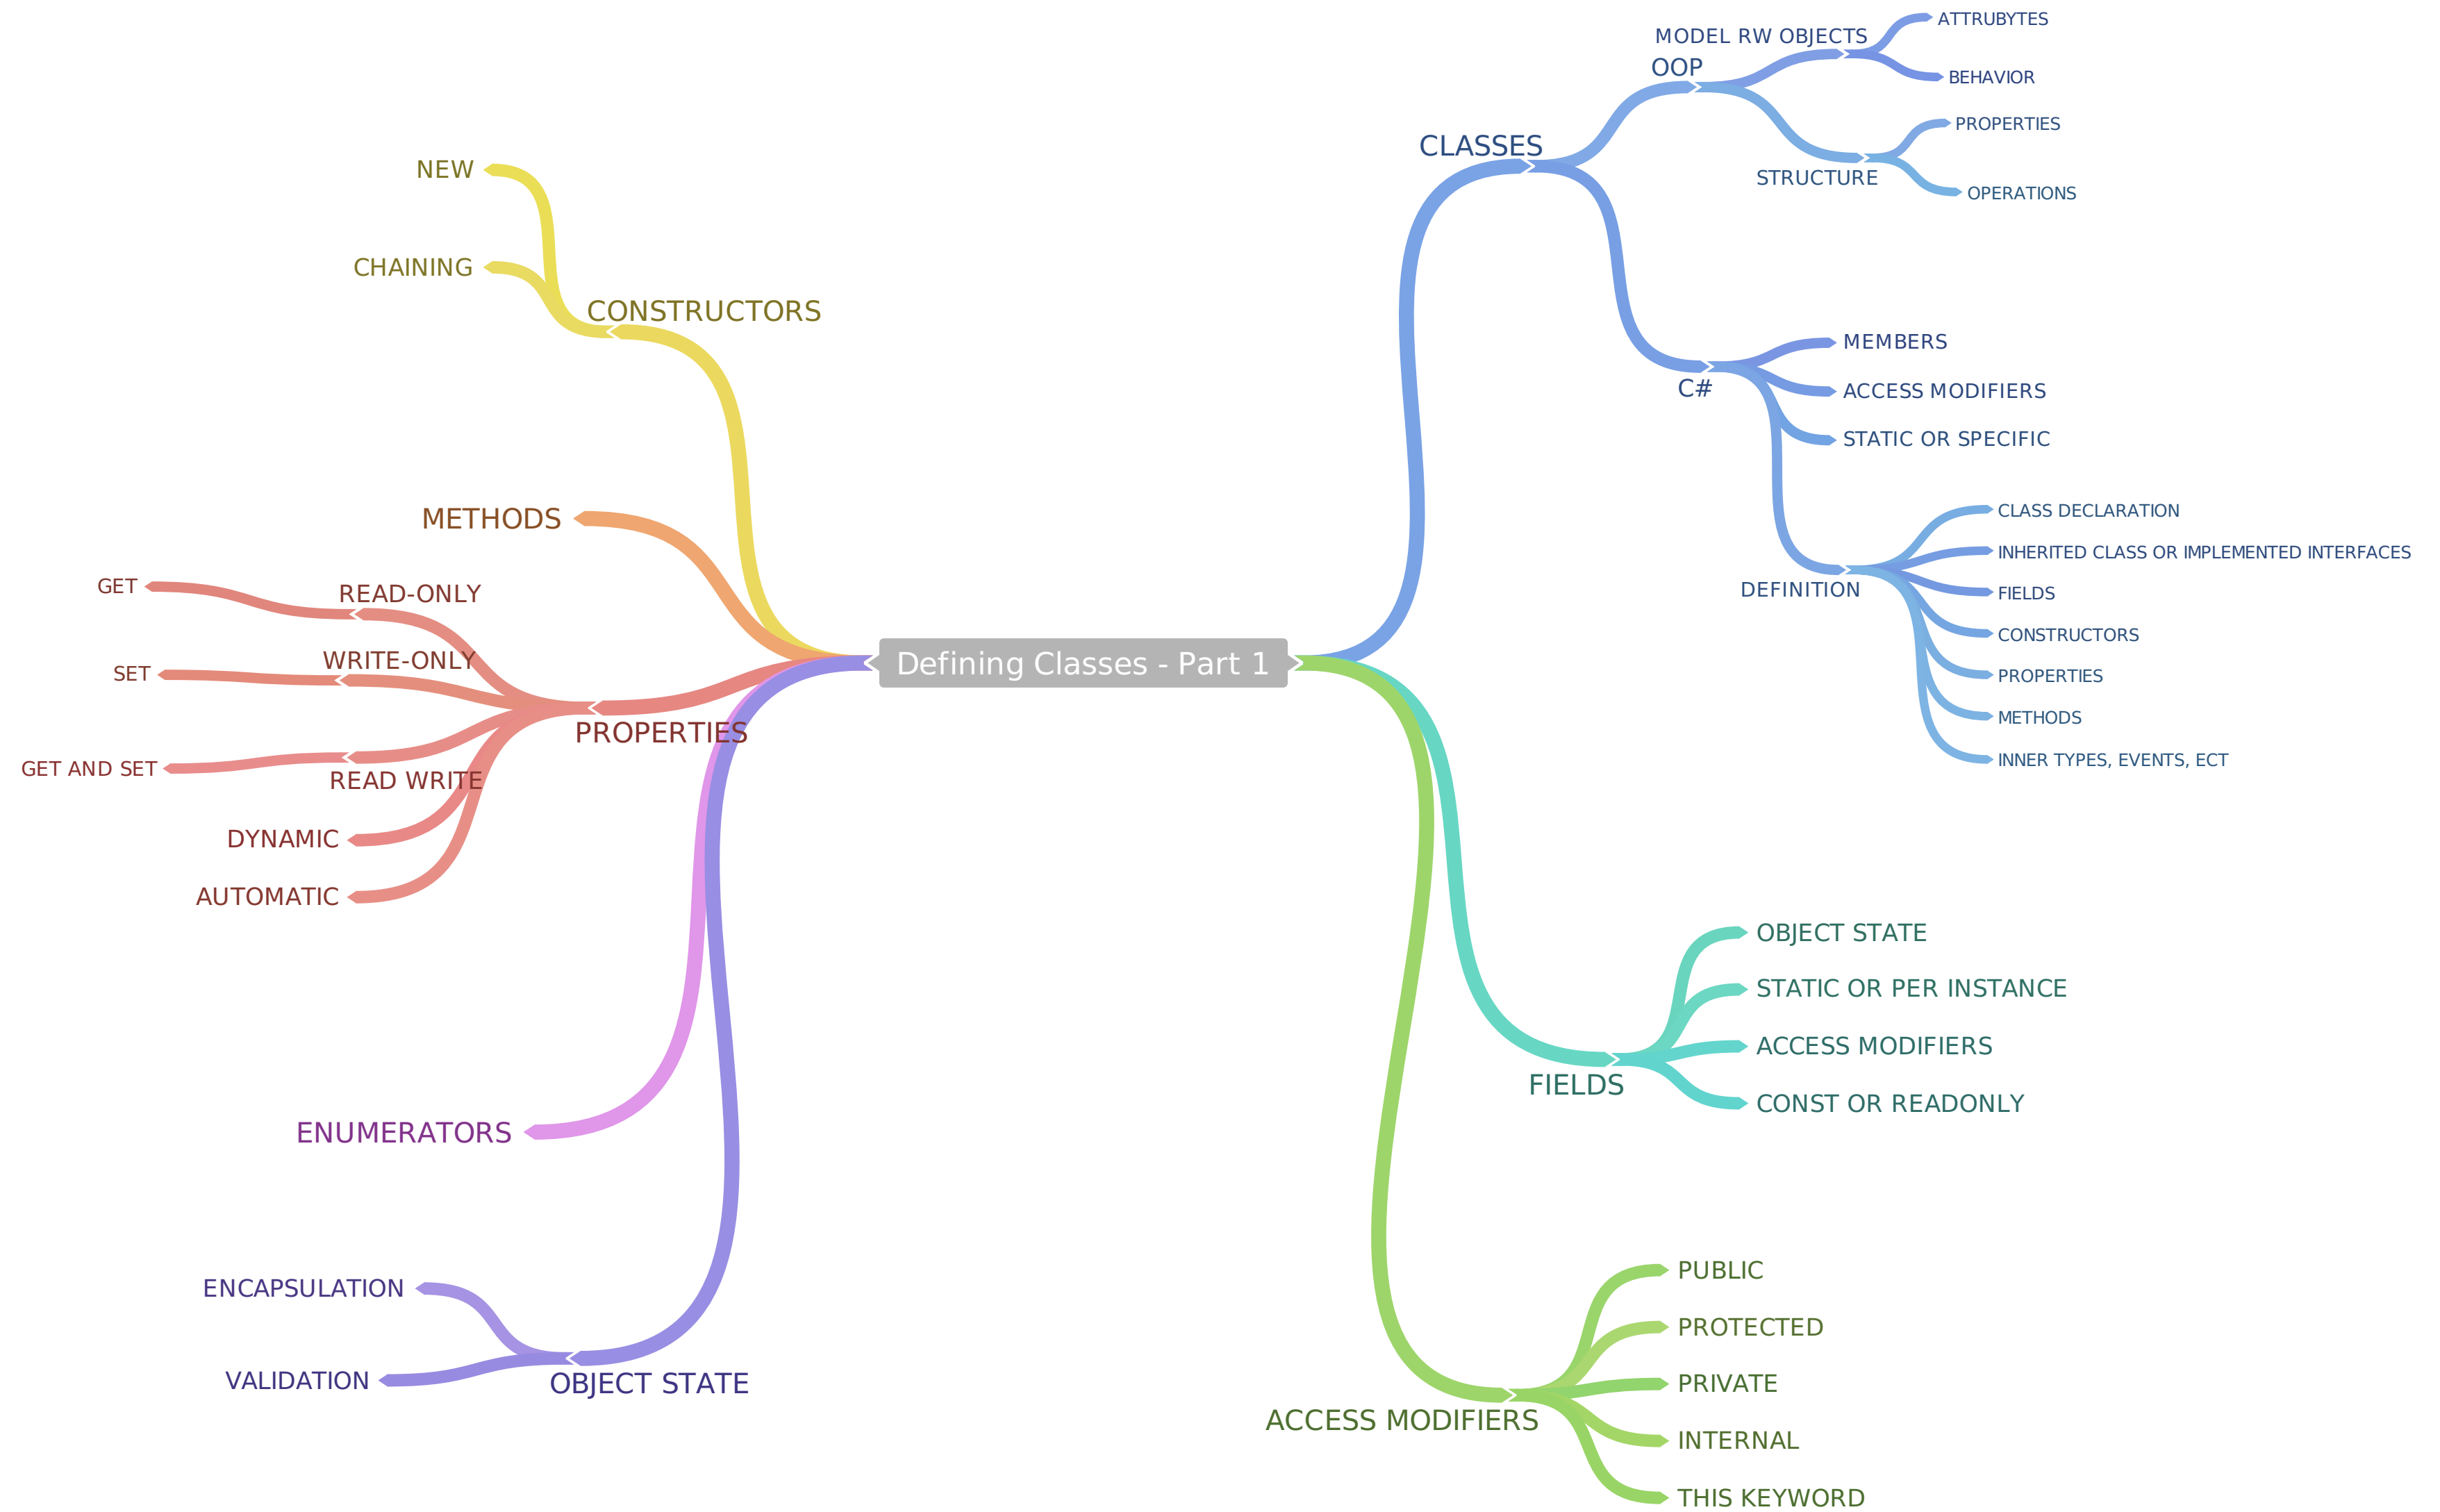 Defining Classes - Part 1
CLASSES
OOP
MODEL RW OBJECTS
ATTRUBYTES
BEHAVIOR
STRUCTURE
PROPERTIES
OPERATIONS
C#
MEMBERS
ACCESS MODIFIERS
STATIC OR SPECIFIC
DEFINITION
CLASS DECLARATION
INHERITED CLASS OR IMPLEMENTED INTERFACES
FIELDS
CONSTRUCTORS
PROPERTIES
METHODS
INNER TYPES, EVENTS, ECT
FIELDS
OBJECT STATE
STATIC OR PER INSTANCE
ACCESS MODIFIERS
CONST OR READONLY
ACCESS MODIFIERS
PUBLIC
PROTECTED
PRIVATE
INTERNAL
THIS KEYWORD
CONSTRUCTORS
NEW
CHAINING
METHODS
PROPERTIES
READ-ONLY
GET
WRITE-ONLY
SET
READ WRITE
GET AND SET
DYNAMIC
AUTOMATIC
ENUMERATORS
OBJECT STATE
ENCAPSULATION
VALIDATION